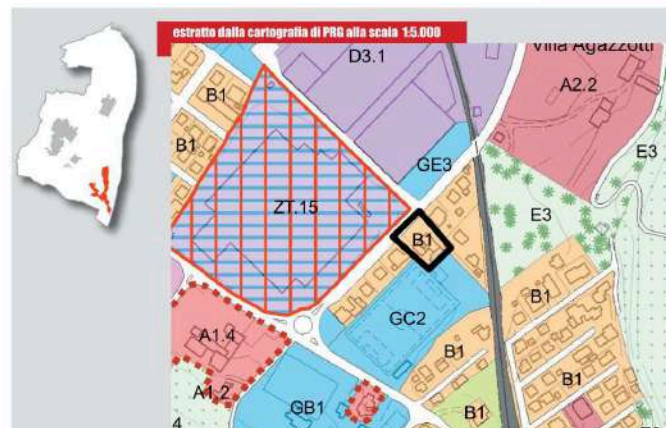 estratto dalla cartografia di PRG alla scala 1:5.000
Villa Agazzotti
D3.1
A2.2
B1
B1
GE3
E3
ZT.15
B1
E3
B1
GC2
A1.4
B1
B1
A1.2
GB1
B1
4